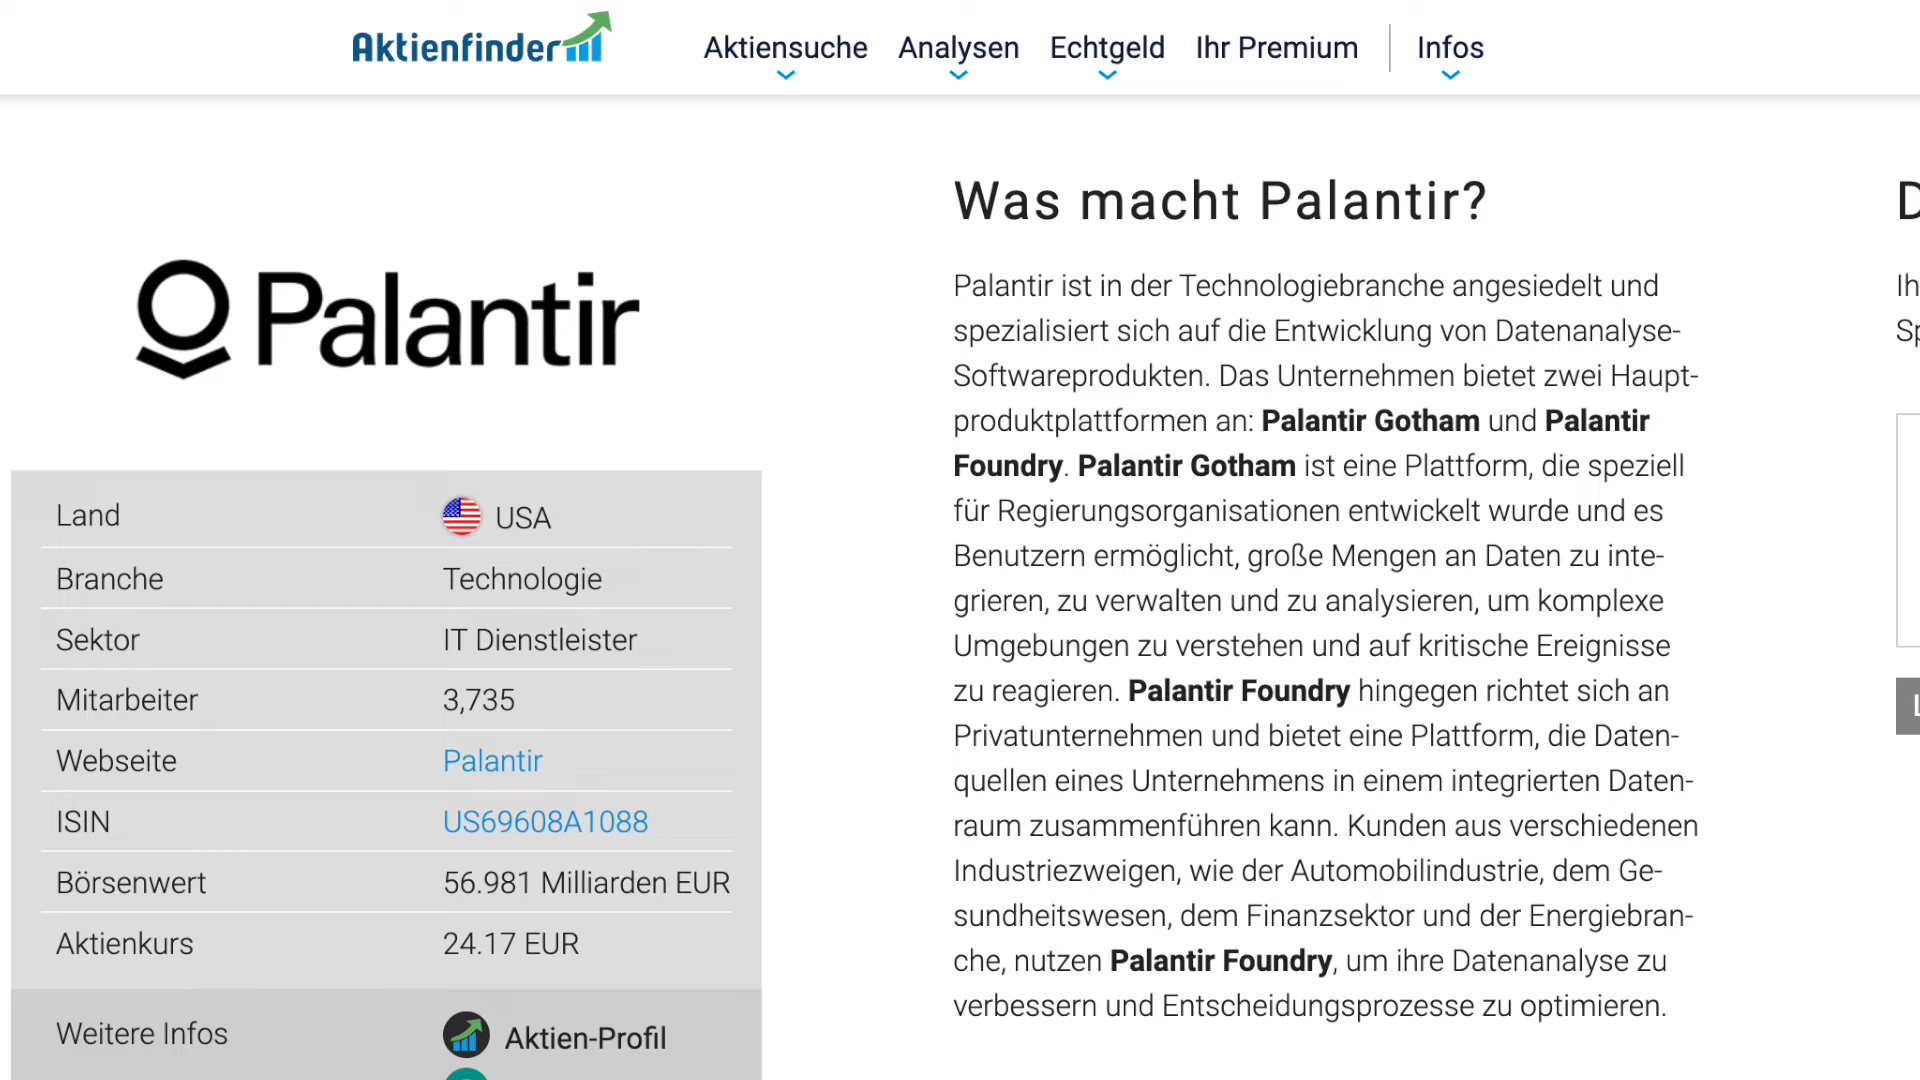 Aktienfinder
Aktiensuche Analysen Echtgeld Ihr Premium Infos
Palantir
Land USA
Branche Technologie
Sektor IT Dienstleister
Mitarbeiter 3,735
Webseite Palantir
ISIN US69608A1088
Börsenwert 56.981 Milliarden EUR
Aktienkurs 24.17 EUR
Weitere Infos Aktien-Profil
Was macht Palantir?
Palantir ist in der Technologiebranche angesiedelt und
spezialisiert sich auf die Entwicklung von Datenanalyse-
Softwareprodukten. Das Unternehmen bietet zwei Haupt-
produktplattformen an: Palantir Gotham und Palantir
Foundry. Palantir Gotham ist eine Plattform, die speziell
für Regierungsorganisationen entwickelt wurde und es
Benutzern ermöglicht, große Mengen an Daten zu inte-
grieren, zu verwalten und zu analysieren, um komplexe
Umgebungen zu verstehen und auf kritische Ereignisse
zu reagieren. Palantir Foundry hingegen richtet sich an
Privatunternehmen und bietet eine Plattform, die Daten-
quellen eines Unternehmens in einem integrierten Daten-
raum zusammenführen kann. Kunden aus verschiedenen
Industriezweigen, wie der Automobilindustrie, dem Ge-
sundheitswesen, dem Finanzsektor und der Energiebran-
che, nutzen Palantir Foundry, um ihre Datenanalyse zu
verbessern und Entscheidungsprozesse zu optimieren.
Ih